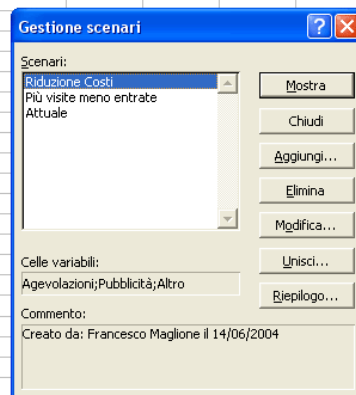 Gestione scenari
Scenari:
Riduzione Costi
Più visite meno entrate
Attuale
Mostra
Chiudi
Aggiungi...
Elimina
Modifica...
Unisci...
Riepilogo...
Celle variabili:
Agevolazioni;Pubblicità;Altro
Commento:
Creato da: Francesco Maglione il 14/06/2004